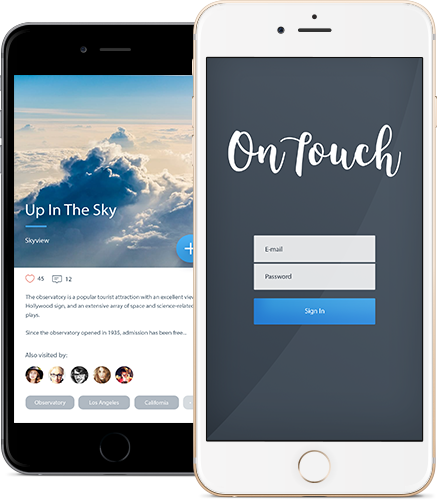 Up In The Sky
Skyview
45 12
The observatory is a popular tourist attraction with an excellent view
Hollywood sign, and an extensive array of space and science-relate
plays.
Since the observatory opened in 1935, admission has been free...
Also visited by:
Observatory Los Angeles California
On Touch
E-mail
Password
Sign In